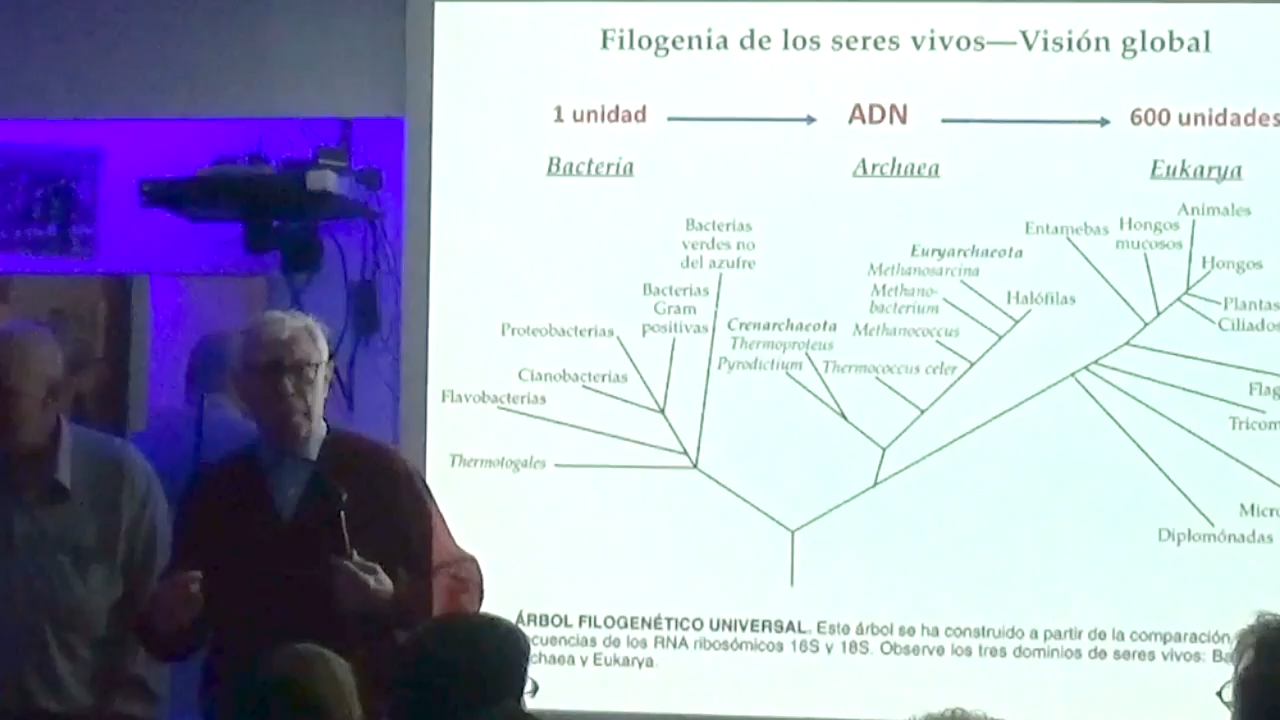 Filogenia de los seres vivos—Visión global
1 unidad
ADN
600 unidades
Bacteria
Archaea
Eukarya
Bacterias
verdes no
del azufre
Bacterias
Gram
positivas
Proteobacterias
Cianobacterias
Flavobacterias
Thermotogales
Crenarchaeota
Thermoproteus
Pyrodictium
Euryarchaeota
Methanosarcina
Methano-
bacterium
Methanococcus
Thermococcus celer
Halófilas
Entamebas
Hongos
mucosos
Animales
Hongos
Plantas
Ciliados
Flag
Tricom
Micro
Diplomónadas
ÁRBOL FILOGENÉTICO UNIVERSAL. Este árbol se ha construido a partir de la comparación
cuencias de los RNA ribosómicos 16S y 18S. Observe los tres dominios de seres vivos: Ba
chaea y Eukarya.